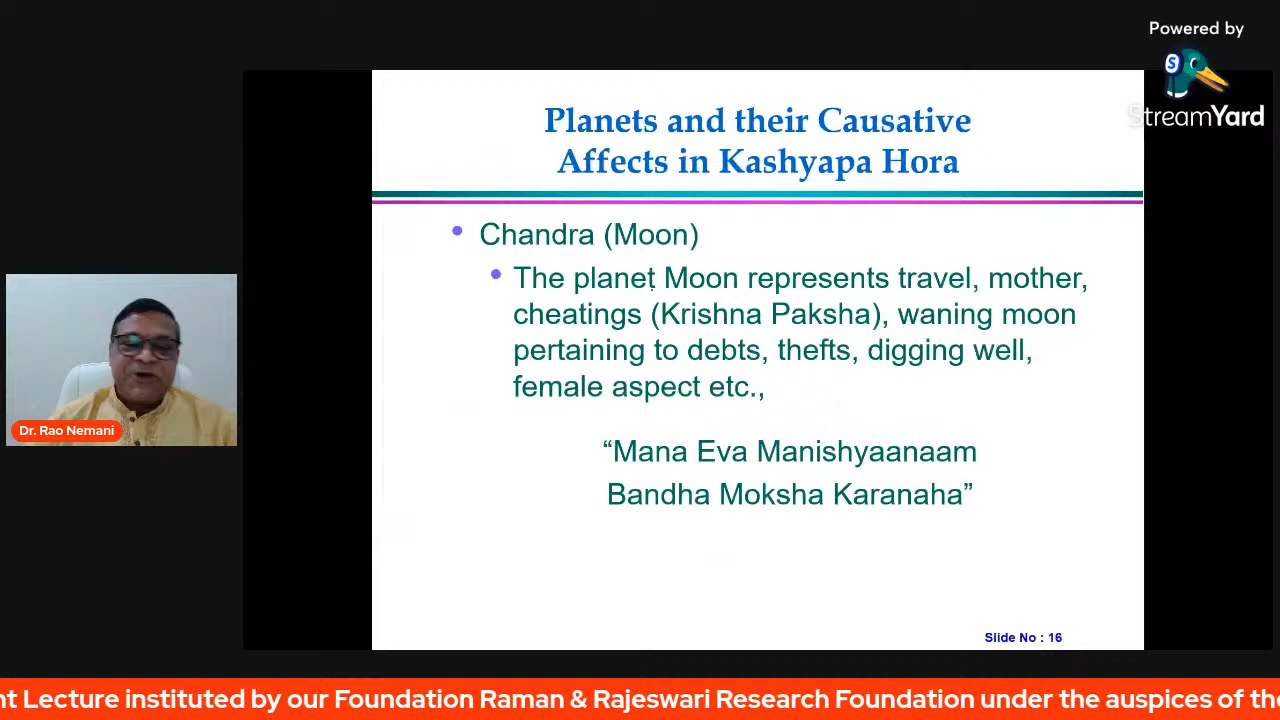 Powered by
StreamYard
Planets and their Causative
Affects in Kashyapa Hora
Chandra (Moon)
The planet Moon represents travel, mother,
cheatings (Krishna Paksha), waning moon
pertaining to debts, thefts, digging well,
female aspect etc.,
“Mana Eva Manishyaanaam
Bandha Moksha Karanaha”
Dr. Rao Nemani
Slide No : 16
nt Lecture instituted by our Foundation Raman & Rajeswari Research Foundation under the auspices of the